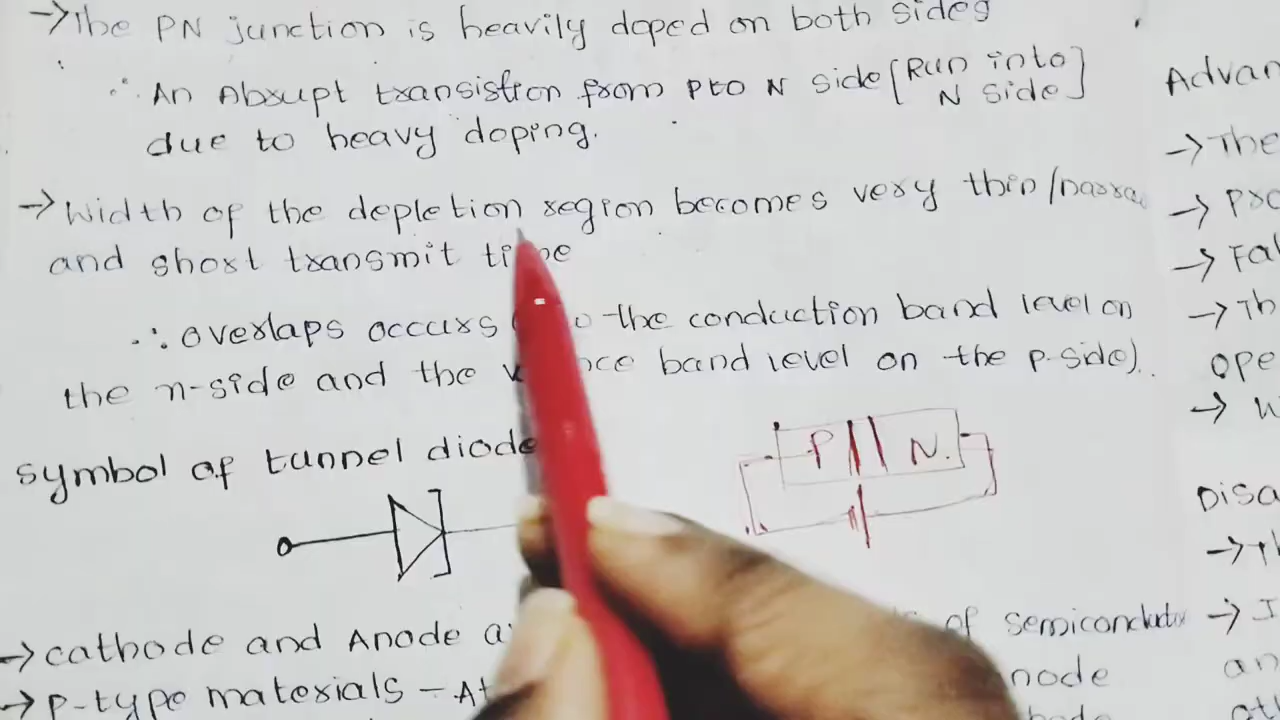 →The PN junction is heavily doped on both sides
∴ An Abrupt transistion from P to N side [Run into N side]
due to heavy doping.
→ Width of the depletion region becomes very thin/
and short transmit time
∴ overlaps occurs the conduction band level on
the n-side and the band level on the p-side).
symbol of tunnel diode
P N.
→ cathode and Anode of semiconductor
→ P-type materials –
Advan
→ The
→ pro
→ Fal
→ Th
ope
→
Disa
→ Th
→ I
an